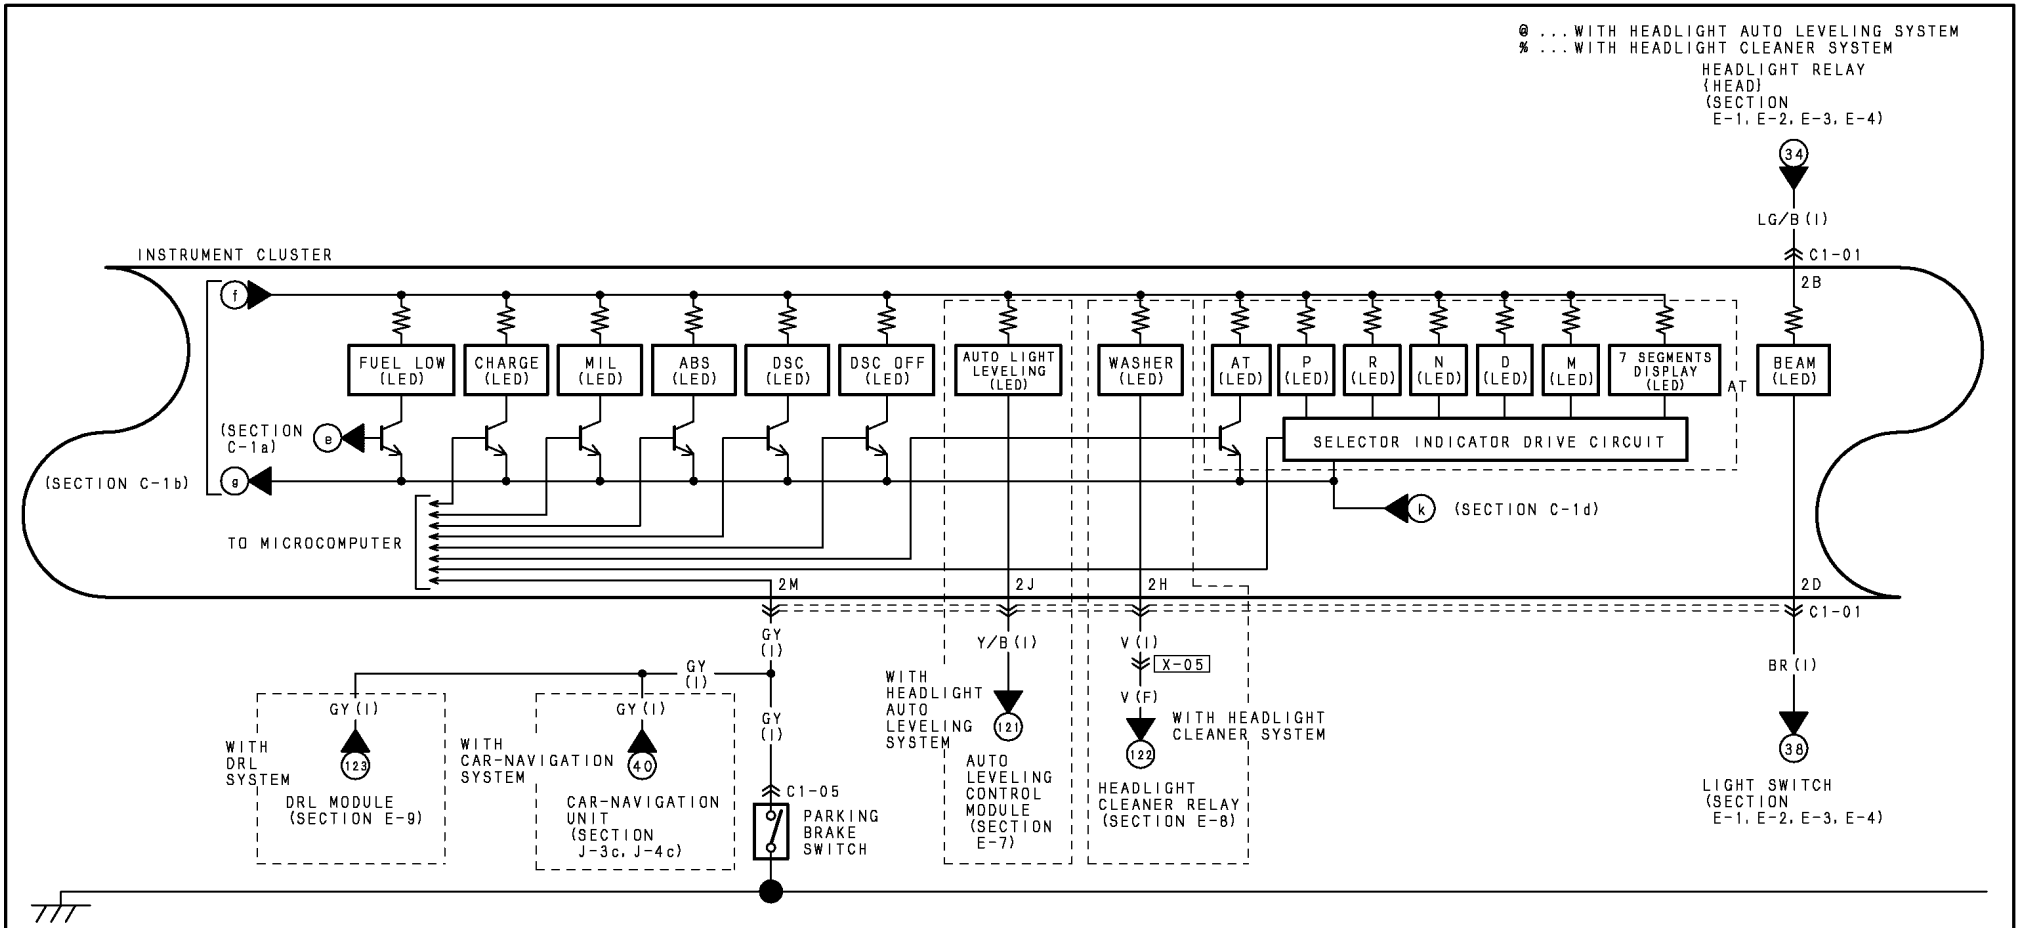 @ ...WITH HEADLIGHT AUTO LEVELING SYSTEM
% ...WITH HEADLIGHT CLEANER SYSTEM
HEADLIGHT RELAY
(HEAD)
(SECTION
E-1, E-2, E-3, E-4)
34
LG/B(I)
C1-01
2B
INSTRUMENT CLUSTER
f
FUEL LOW
(LED)
CHARGE
(LED)
MIL
(LED)
ABS
(LED)
DSC
(LED)
DSC OFF
(LED)
AUTO LIGHT
LEVELING
(LED)
WASHER
(LED)
AT
(LED)
P
(LED)
R
(LED)
N
(LED)
D
(LED)
M
(LED)
7 SEGMENTS
DISPLAY
(LED)
AT
BEAM
(LED)
(SECTION
C-1a)
e
SELECTOR INDICATOR DRIVE CIRCUIT
(SECTION C-1b)
g
k
(SECTION C-1d)
TO MICROCOMPUTER
2M
2J
2H
2D
C1-01
GY
(I)
Y/B(I)
V(I)
BR(I)
X-05
GY
(I)
GY(I)
GY(I)
GY
(I)
V(F)
WITH
DRL
SYSTEM
123
DRL MODULE
(SECTION E-9)
WITH
CAR-NAVIGATION
SYSTEM
40
CAR-NAVIGATION
UNIT
(SECTION
J-3c, J-4c)
C1-05
PARKING
BRAKE
SWITCH
WITH
HEADLIGHT
AUTO
LEVELING
SYSTEM
121
AUTO
LEVELING
CONTROL
MODULE
(SECTION
E-7)
122
WITH HEADLIGHT
CLEANER SYSTEM
HEADLIGHT
CLEANER RELAY
(SECTION E-8)
38
LIGHT SWITCH
(SECTION
E-1, E-2, E-3, E-4)